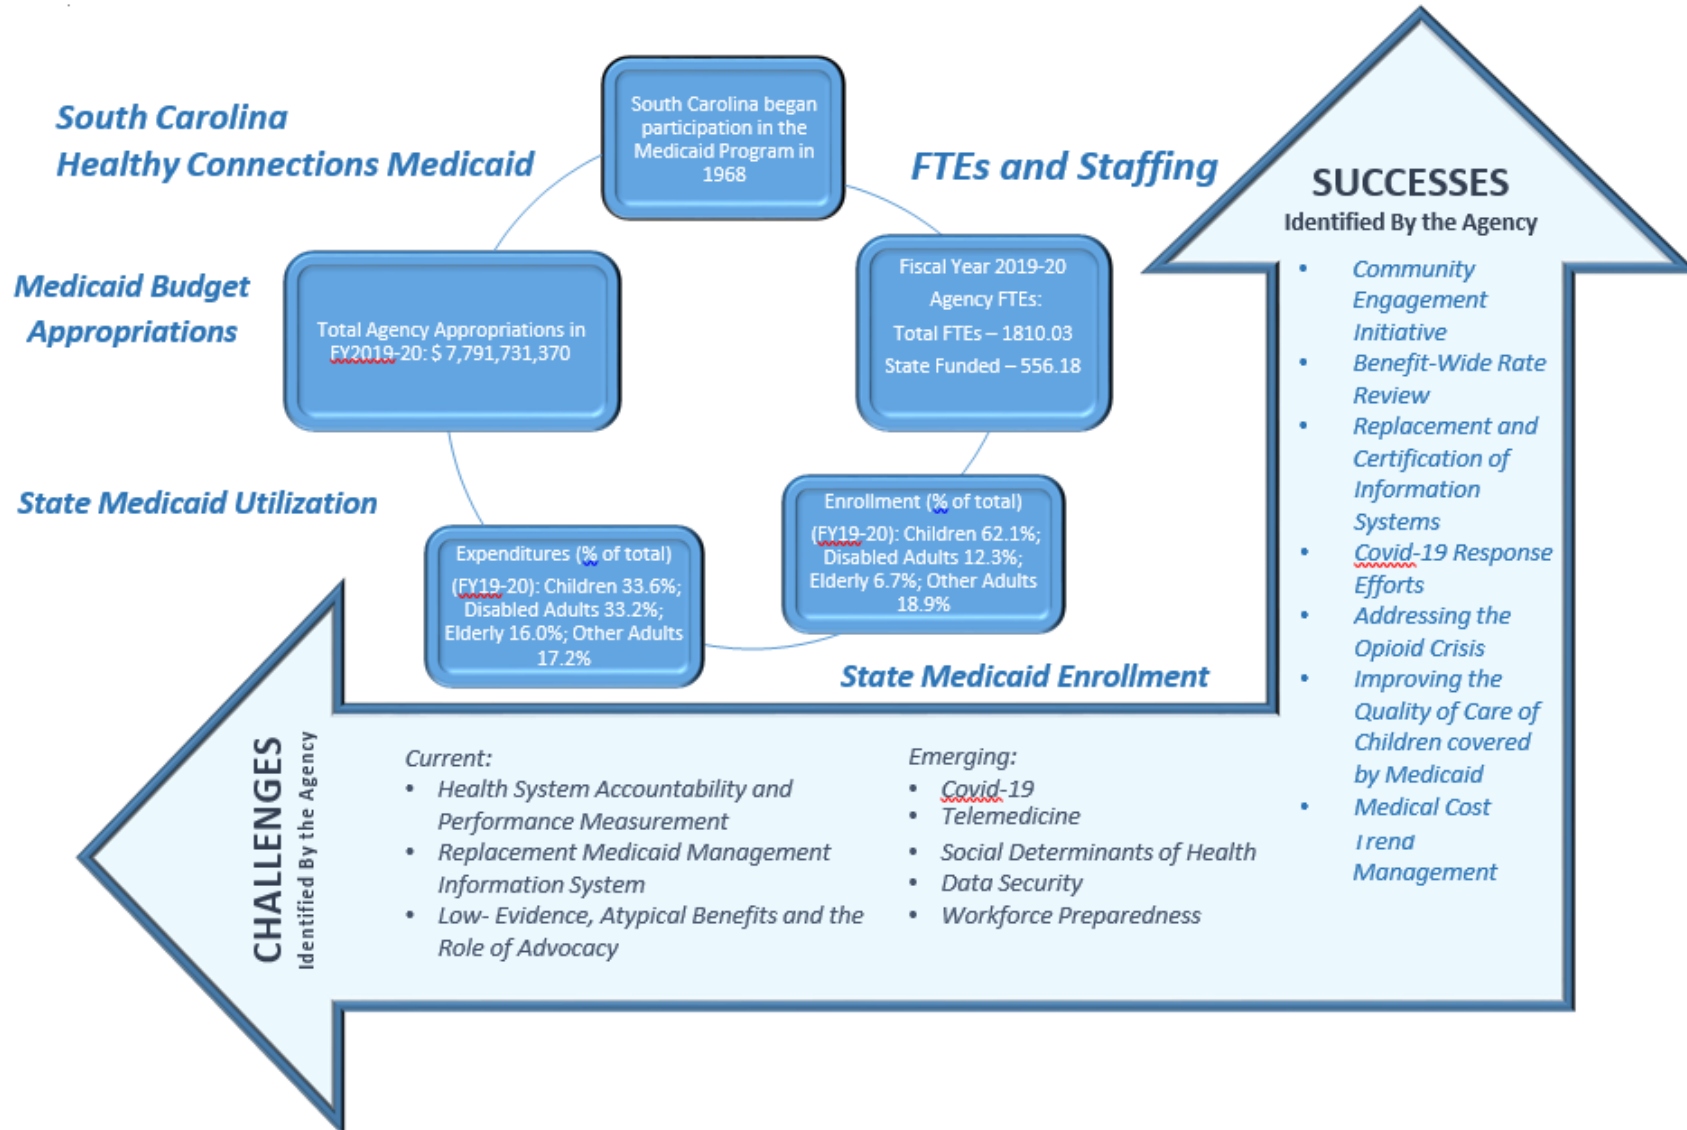 South Carolina
Healthy Connections Medicaid
South Carolina began
participation in the
Medicaid Program in
1968
FTEs and Staffing
Fiscal Year 2019-20
Agency FTEs:
Total FTEs – 1810.03
State Funded – 556.18
Medicaid Budget
Appropriations
Total Agency Appropriations in
FY2019-20: $ 7,791,731,370
State Medicaid Utilization
Expenditures (% of total)
(FY19-20): Children 33.6%;
Disabled Adults 33.2%;
Elderly 16.0%; Other Adults
17.2%
Enrollment (% of total)
(FY19-20): Children 62.1%;
Disabled Adults 12.3%;
Elderly 6.7%; Other Adults
18.9%
State Medicaid Enrollment
SUCCESSES
Identified By the Agency
• Community
Engagement
Initiative
• Benefit-Wide Rate
Review
• Replacement and
Certification of
Information
Systems
• Covid-19 Response
Efforts
• Addressing the
Opioid Crisis
• Improving the
Quality of Care of
Children covered
by Medicaid
• Medical Cost
Trend
Management
CHALLENGES
Identified By the Agency
Current:
• Health System Accountability and
Performance Measurement
• Replacement Medicaid Management
Information System
• Low- Evidence, Atypical Benefits and the
Role of Advocacy
Emerging:
• Covid-19
• Telemedicine
• Social Determinants of Health
• Data Security
• Workforce Preparedness